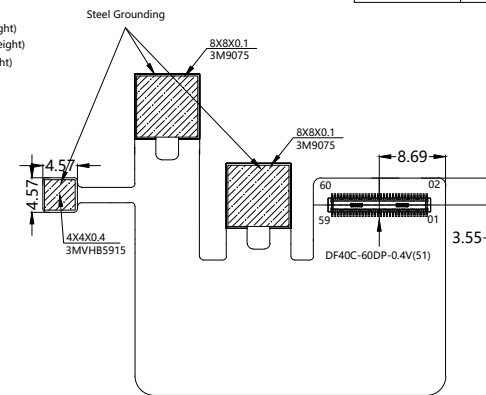 Steel Grounding
ght)
eight)
ght)
8X8X0.1
3M9075
8X8X0.1
3M9075
8.69
4.57
4.57
60
02
59
01
4X4X0.4
3MVHB5915
DF40C-60DP-0.4V(51)
3.55